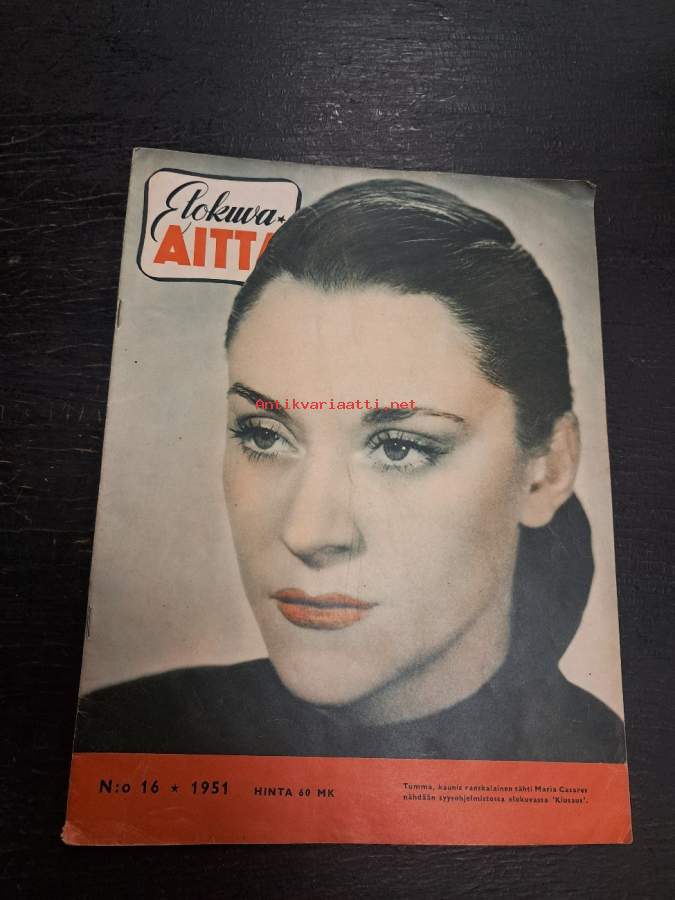 Elokuva
AITTA
Antikvariaatti.net
N:o 16 ★ 1951 HINTA 60 MK
Tumma, kaunis ranskalainen tähti Maria Casares
nähdään syysohjelmistossa elokuvassa 'Kiusaus'.